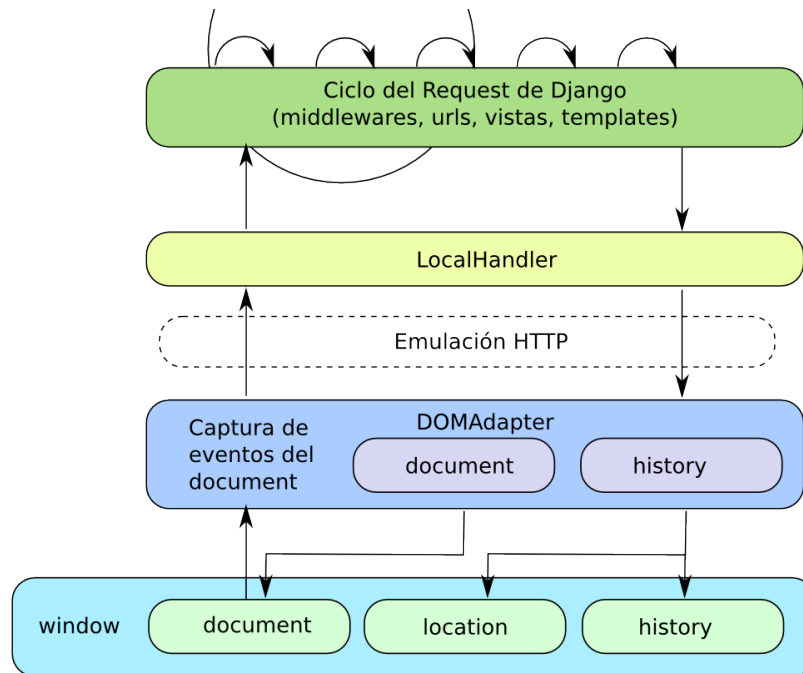 Ciclo del Request de Django
(middlewares, urls, vistas, templates)
LocalHandler
Emulación HTTP
DOMAdapter
Captura de
eventos del
document
document
history
window
document
location
history